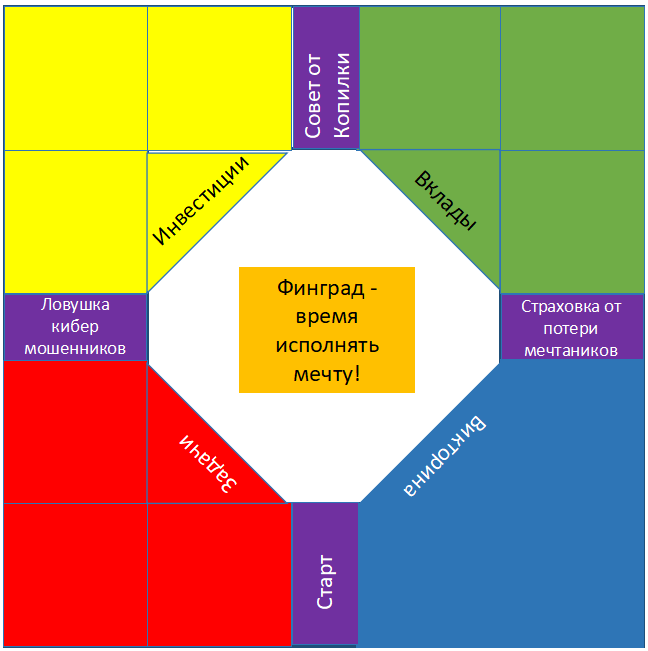 Совет от
Копилки
Инвестиции
Вклады
Ловушка
кибер
мошенников
Финград -
время
исполнять
мечту!
Страховка от
потери
мечтаников
Задачи
Викторина
Старт